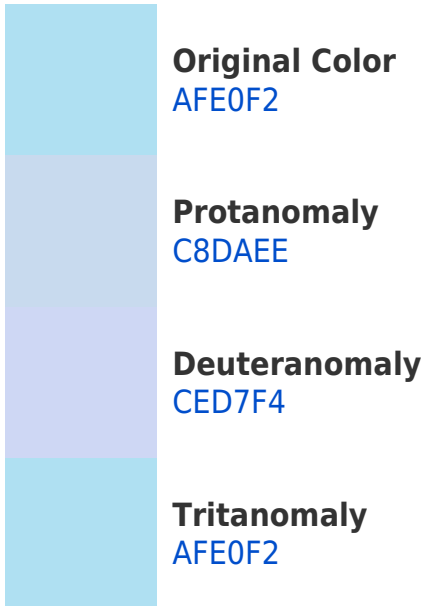 Original Color
AFE0F2
Protanomaly
C8DAEE
Deuteranomaly
CED7F4
Tritanomaly
AFE0F2